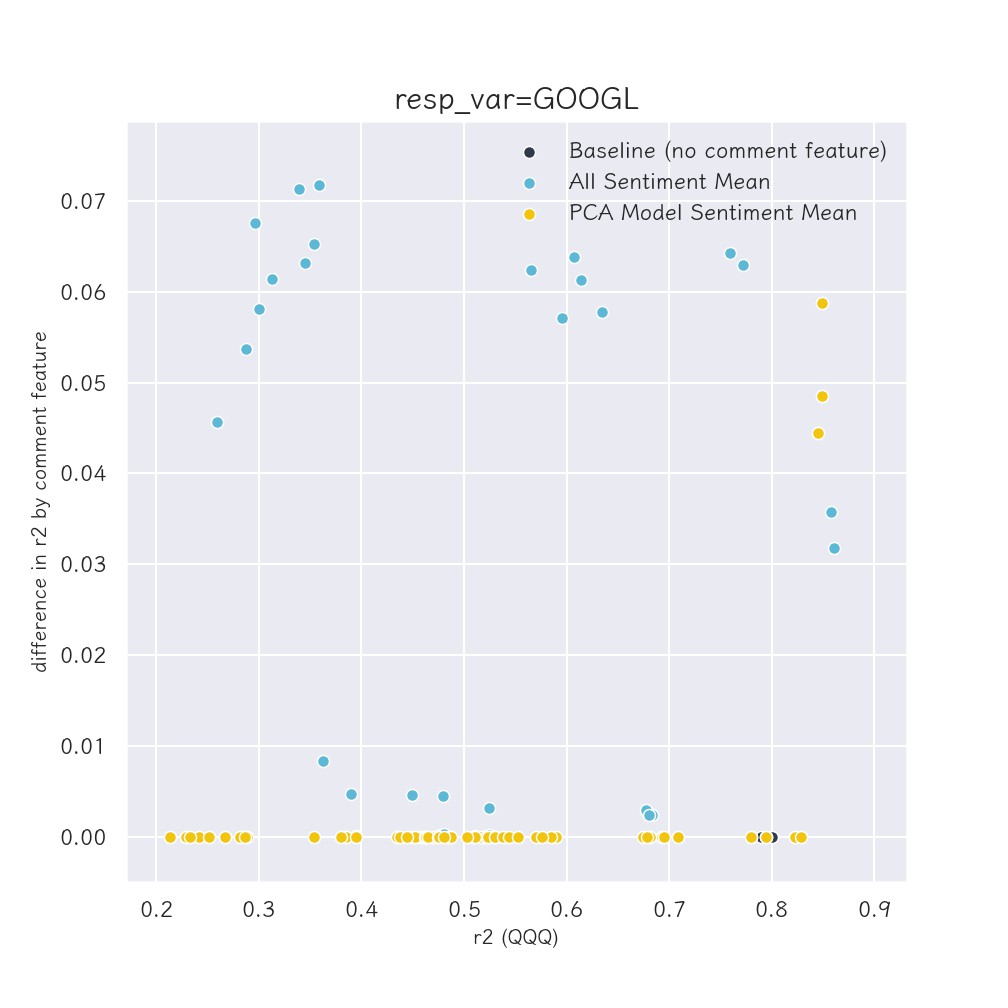 resp_var=GOOGL
Baseline (no comment feature)
All Sentiment Mean
PCA Model Sentiment Mean
difference in r2 by comment feature
0.07
0.06
0.05
0.04
0.03
0.02
0.01
0.00
0.2 0.3 0.4 0.5 0.6 0.7 0.8 0.9
r2 (QQQ)